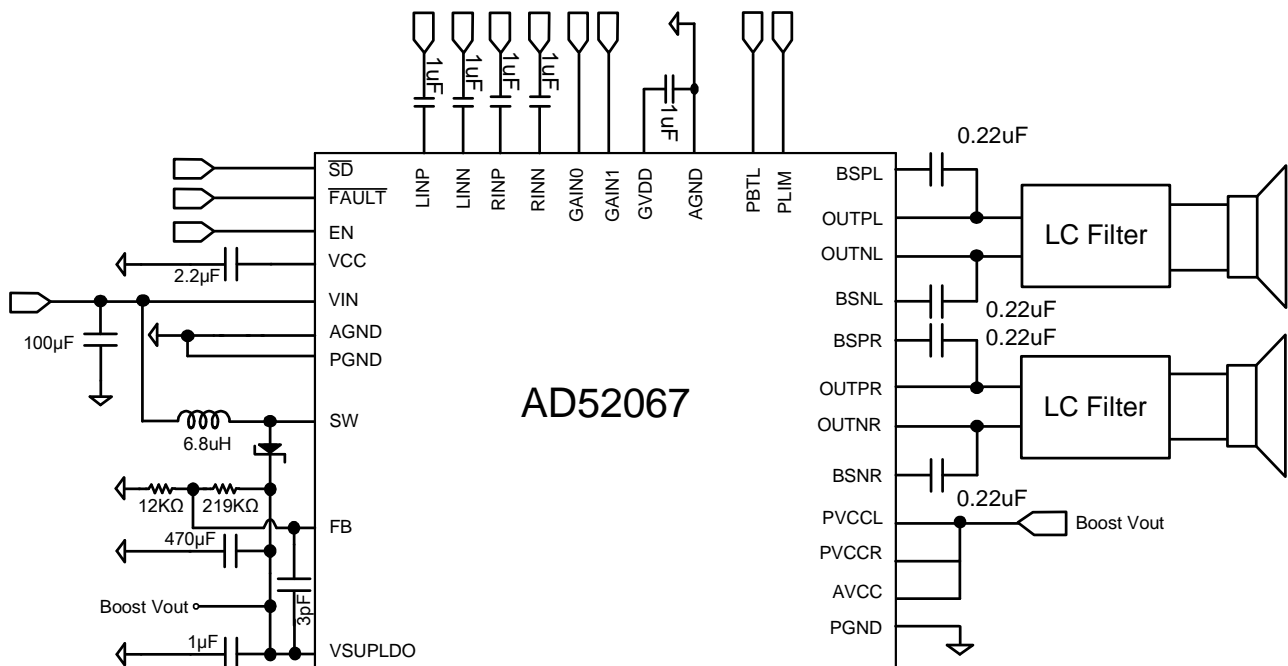 1uF
1uF
1uF
1uF
1uF
SD
FAULT
EN
VCC
2.2µF
VIN
100µF
AGND
PGND
SW
6.8uH
12KΩ
219KΩ
FB
470µF
3pF
Boost Vout
1µF
VSUPLDO
LINP
LINN
RINP
RINN
GAIN0
GAIN1
GVDD
AGND
PBTL
PLIM
AD52067
BSPL
0.22uF
OUTPL
OUTNL
LC Filter
BSNL
0.22uF
BSPR
0.22uF
OUTPR
OUTNR
LC Filter
BSNR
0.22uF
PVCCL
Boost Vout
PVCCR
AVCC
PGND